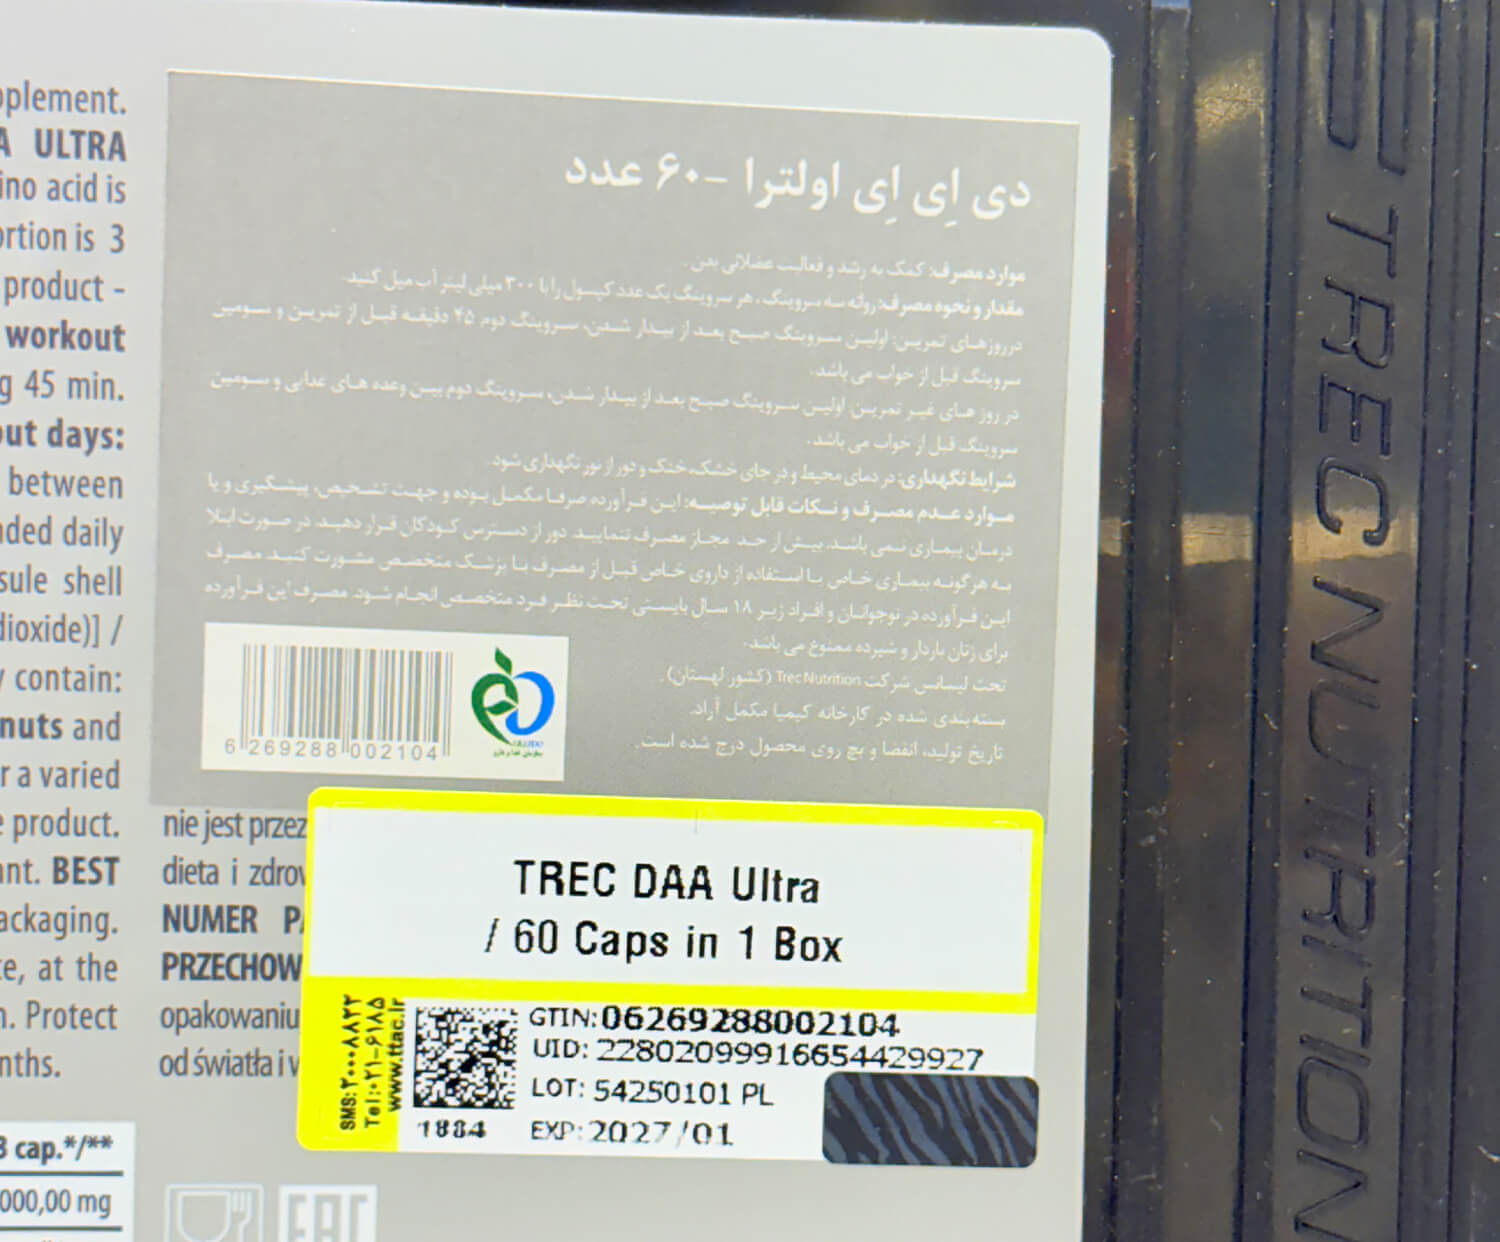 pplement.
A ULTRA
ino acid is
ortion is 3
product -
workout
g 45 min.
out days:
between
nded daily
sule shell
dioxide)] /
y contain:
nuts and
r a varied
e product.
ant. BEST
ackaging.
ce, at the
n. Protect
nths.
3 cap.*/**
000,00 mg
دی اِی اِی اولترا -۶۰ عدد
موارد مصرف: کمک به رشد و فعالیت عضلانی بدن.
مقدار و نحوه مصرف: روزانه سه سروینگ، هر سروینگ یک عدد کپسول را با ۳۰۰ میلی لیتر آب میل کنید.
در روزهای تمرین: اولین سروینگ صبح بعد از بیدار شدن، سروینگ دوم ۴۵ دقیقه قبل از تمرین و سومین
سروینگ قبل از خواب می باشد.
در روز های غیر تمرین: اولین سروینگ صبح بعد از بیدار شدن، سروینگ دوم بین وعده های غذایی و سومین
سروینگ قبل از خواب می باشد.
شرایط نگهداری: در دمای محیط و در جای خشک، خنک و دور از نور نگهداری شود.
موارد عدم مصرف و نکات قابل توصیه: این فرآورده صرفا مکمل بوده و جهت تشخیص، پیشگیری و یا
درمان بیماری نمی باشد. بیش از حد مجاز مصرف ننمایید. دور از دسترس کودکان قرار دهید. در صورت ابتلا
به هرگونه بیماری خاص یا استفاده از داروی خاص قبل از مصرف با پزشک متخصص مشورت کنید. مصرف
این فرآورده در نوجوانان و افراد زیر ۱۸ سال بایستی تحت نظر فرد متخصص انجام شود. مصرف این فرآورده
برای زنان باردار و شیرده ممنوع می باشد.
تحت لیسانس شرکت Trec Nutrition (کشور لهستان).
بسته بندی شده در کارخانه کیمیا مکمل آراد.
تاریخ تولید، انقضا و بچ روی محصول درج شده است.
6 269288 002104
سازمان غذا و دارو
nie jest przez
dieta i zdrow
NUMER PA
PRZECHOW
opakowaniu
od światła i w
TREC DAA Ultra
/ 60 Caps in 1 Box
SMS:۳۰۰۰۸۸۲۲
Tel:۰۲۱-۶۱۸۵
www.ttac.ir
GTIN:06269288002104
UID: 22802099916654429927
LOT: 54250101 PL
EXP: 2027/01
1884
EAC
TREC NUTRITION